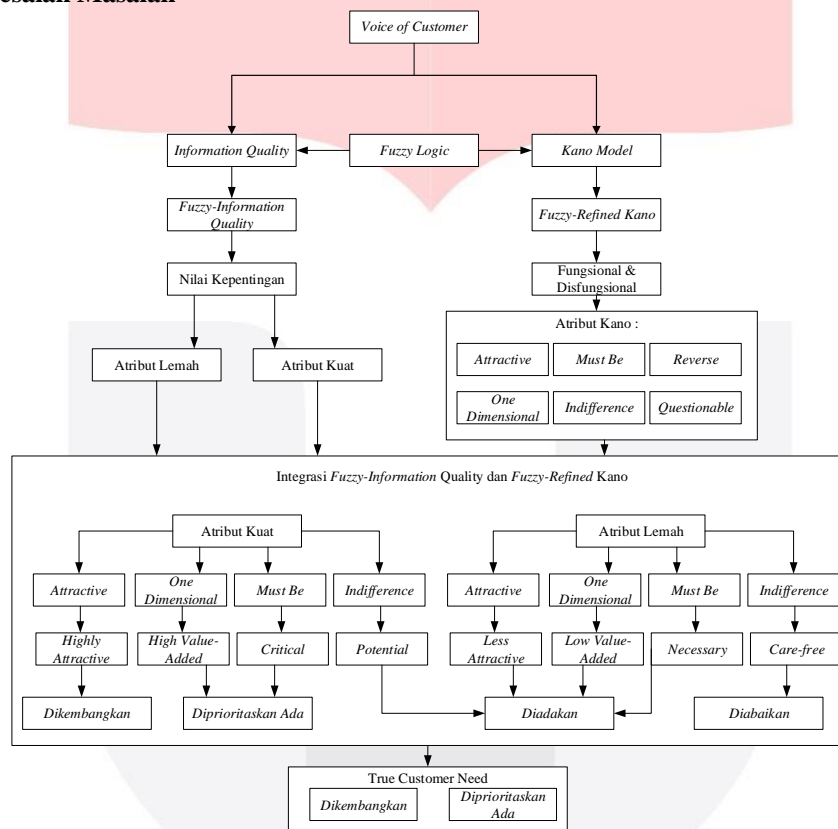 Voice of Customer
Information Quality
Fuzzy Logic
Kano Model
Fuzzy-Information
Quality
Fuzzy-Refined Kano
Nilai Kepentingan
Fungsional &
Disfungsional
Atribut Kano :
Attractive
Must Be
Reverse
One
Dimensional
Indifference
Questionable
Atribut Lemah
Atribut Kuat
Integrasi Fuzzy-Information Quality dan Fuzzy-Refined Kano
Atribut Kuat
Atribut Lemah
Attractive
One
Dimensional
Must Be
Indifference
Attractive
One
Dimensional
Must Be
Indifference
Highly
Attractive
High Value-
Added
Critical
Potential
Less
Attractive
Low Value-
Added
Necessary
Care-free
Dikembangkan
Diprioritaskan Ada
Diadakan
Diabaikan
True Customer Need
Dikembangkan
Diprioritaskan
Ada